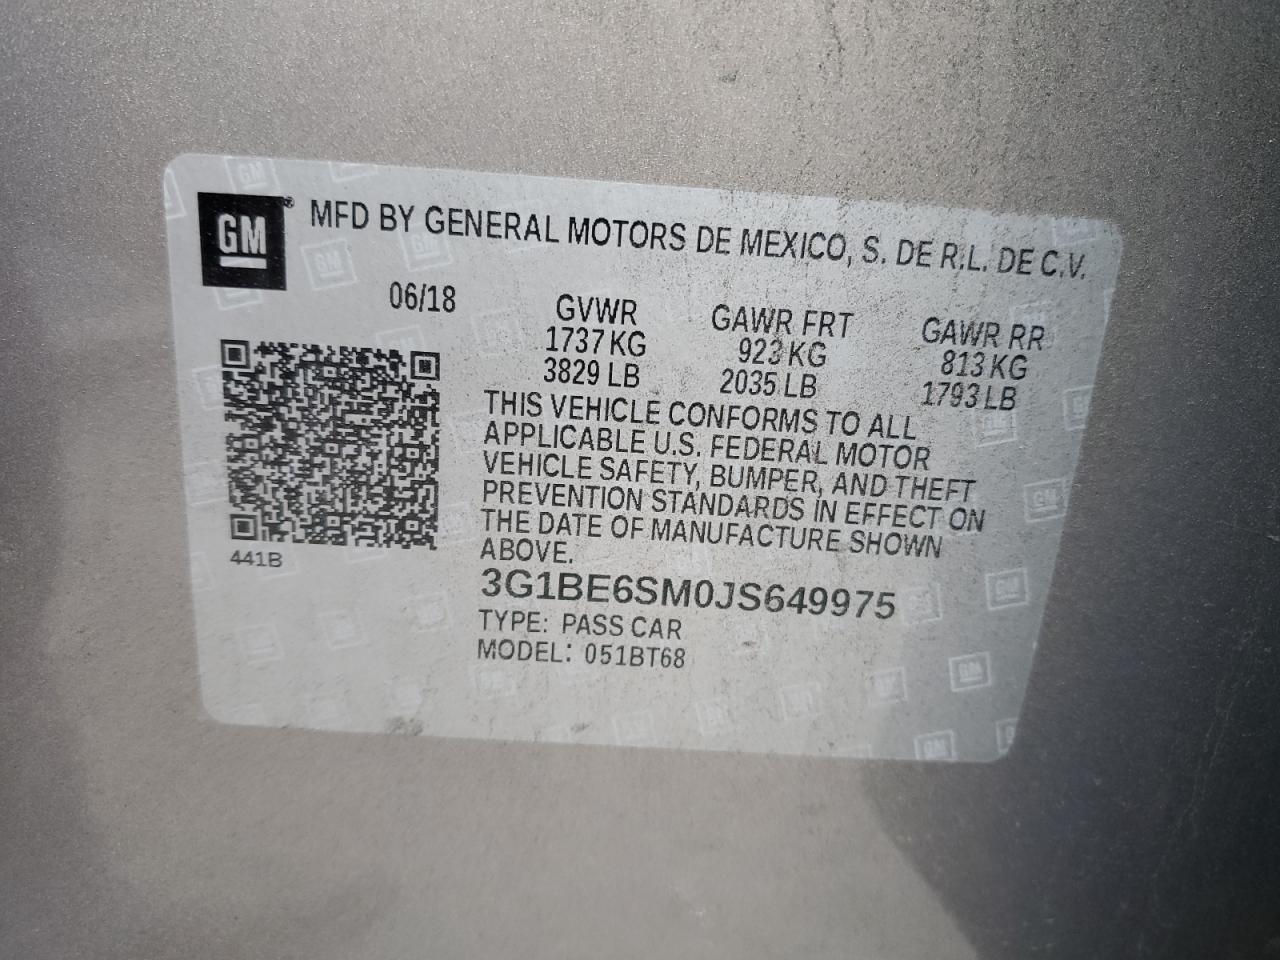 GM ® MFD BY GENERAL MOTORS DE MEXICO, S. DE R.L. DE C.V.
06/18 GVWR GAWR FRT GAWR RR
1737 KG 923 KG 813 KG
3829 LB 2035 LB 1793 LB
THIS VEHICLE CONFORMS TO ALL
APPLICABLE U.S. FEDERAL MOTOR
VEHICLE SAFETY, BUMPER, AND THEFT
PREVENTION STANDARDS IN EFFECT ON
THE DATE OF MANUFACTURE SHOWN
ABOVE.
441B
3G1BE6SM0JS649975
TYPE: PASS CAR
MODEL: 051BT68